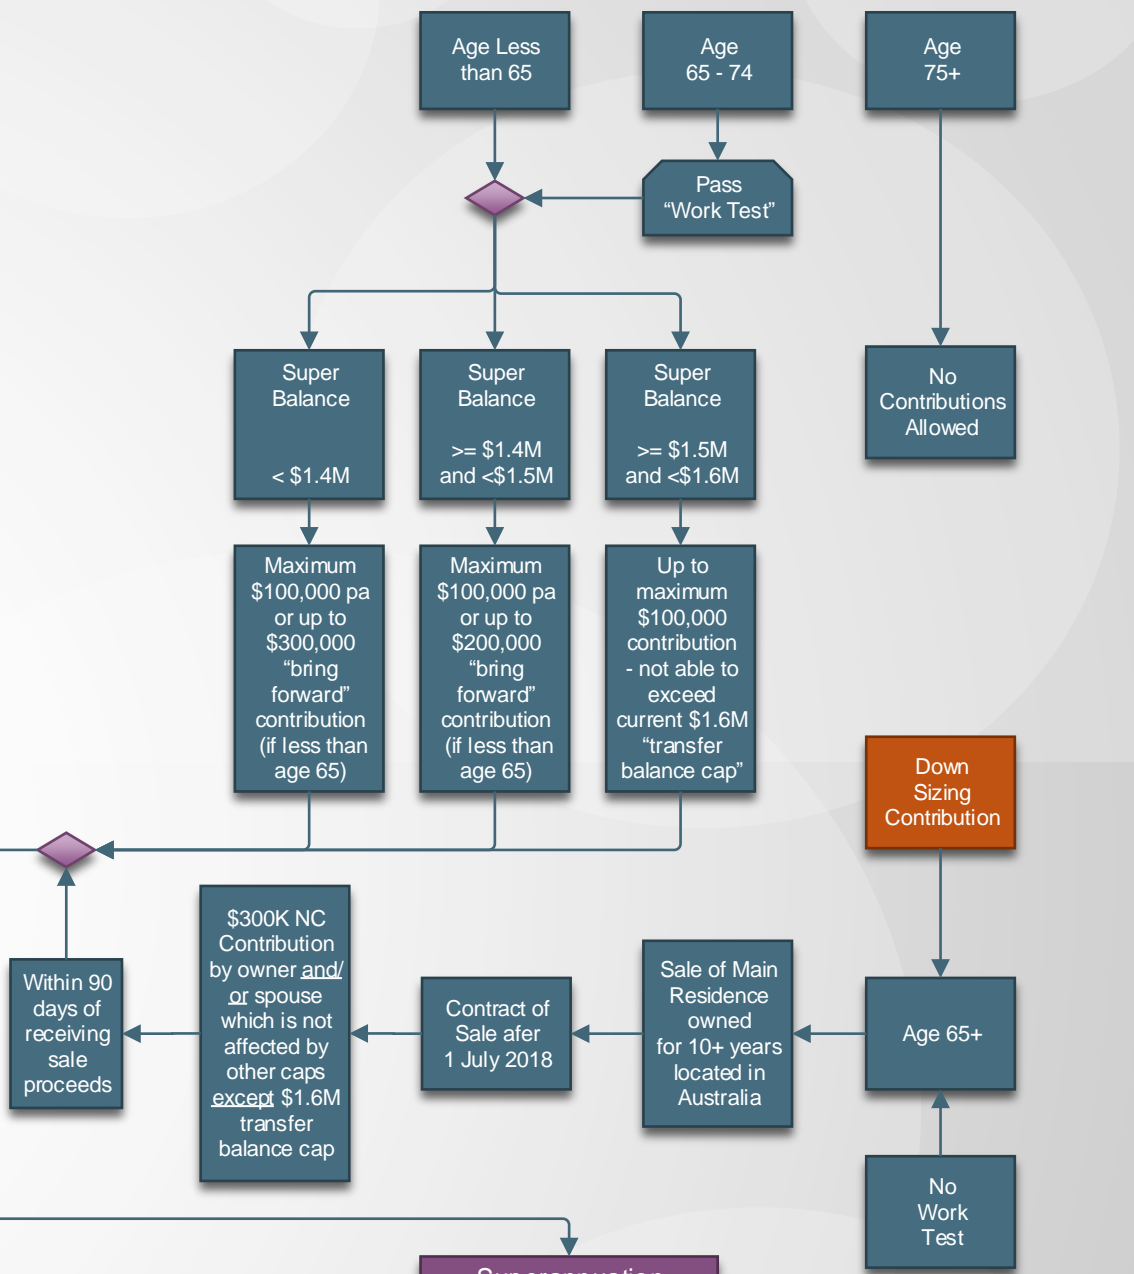 Age Less
than 65
Age
65 - 74
Age
75+
Pass
“Work Test”
Super
Balance
< $1.4M
Super
Balance
>= $1.4M
and <$1.5M
Super
Balance
>= $1.5M
and <$1.6M
No
Contributions
Allowed
Maximum
$100,000 pa
or up to
$300,000
“bring
forward”
contribution
(if less than
age 65)
Maximum
$100,000 pa
or up to
$200,000
“bring
forward”
contribution
(if less than
age 65)
Up to
maximum
$100,000
contribution
- not able to
exceed
current $1.6M
“transfer
balance cap”
Down
Sizing
Contribution
Within 90
days of
receiving
sale
proceeds
$300K NC
Contribution
by owner and/
or spouse
which is not
affected by
other caps
except $1.6M
transfer
balance cap
Contract of
Sale afer
1 July 2018
Sale of Main
Residence
owned
for 10+ years
located in
Australia
Age 65+
No
Work
Test
Superannuation